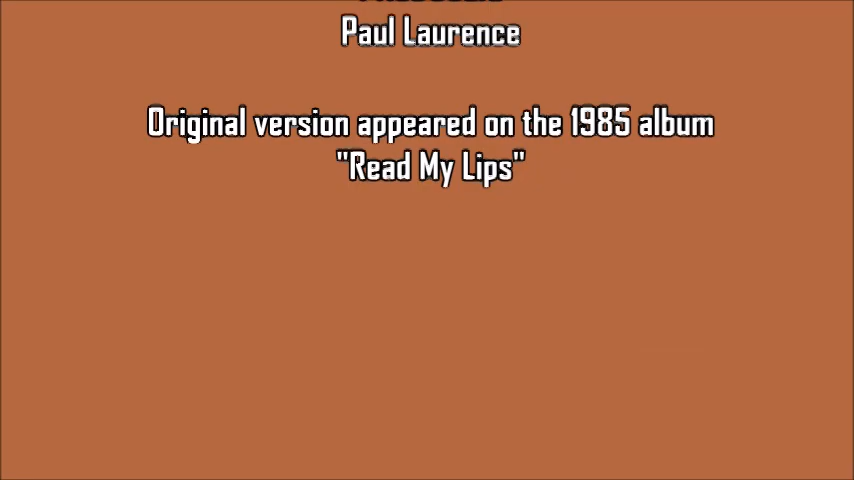 Paul Laurence
Original version appeared on the 1985 album
"Read My Lips"